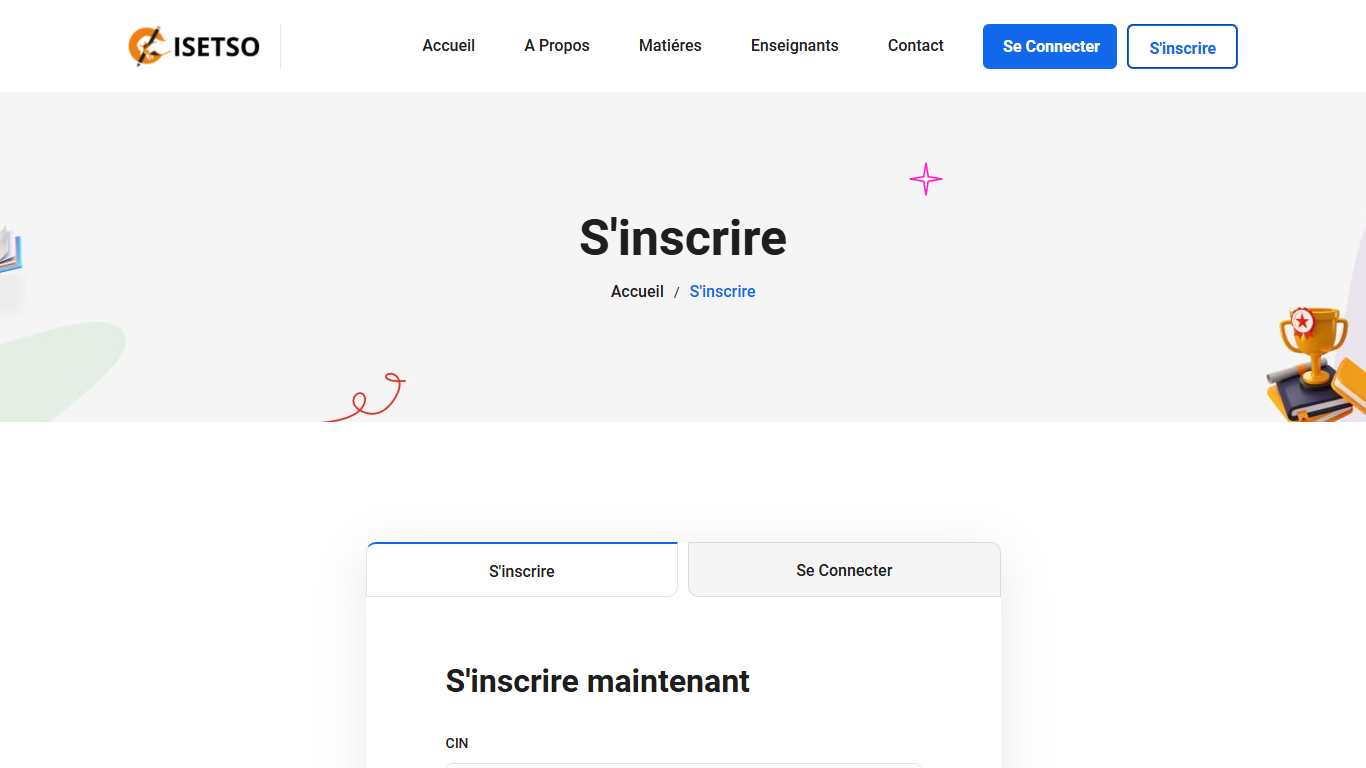 ISETSO
Accueil
A Propos
Matiéres
Enseignants
Contact
Se Connecter
S'inscrire
S'inscrire
Accueil / S'inscrire
S'inscrire
Se Connecter
S'inscrire maintenant
CIN